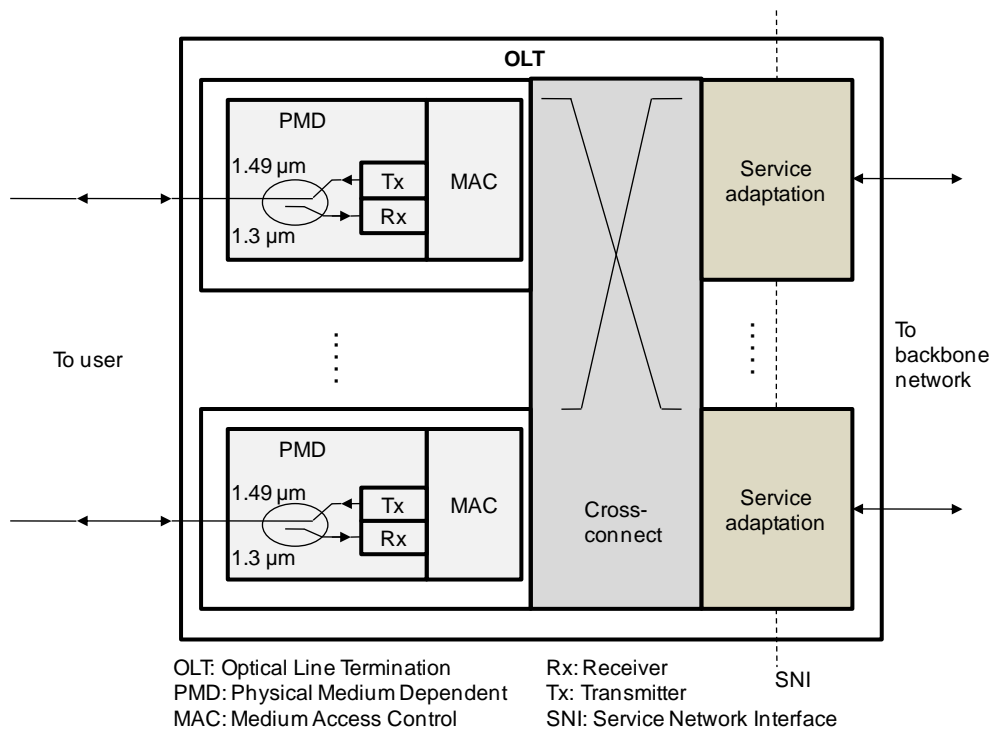 OLT
PMD
1.49 µm
Tx
MAC
Rx
1.3 µm
Service
adaptation
To user
To
backbone
network
PMD
1.49 µm
Tx
MAC
Rx
1.3 µm
Cross-
connect
Service
adaptation
OLT: Optical Line Termination
PMD: Physical Medium Dependent
MAC: Medium Access Control
Rx: Receiver
Tx: Transmitter
SNI: Service Network Interface
SNI